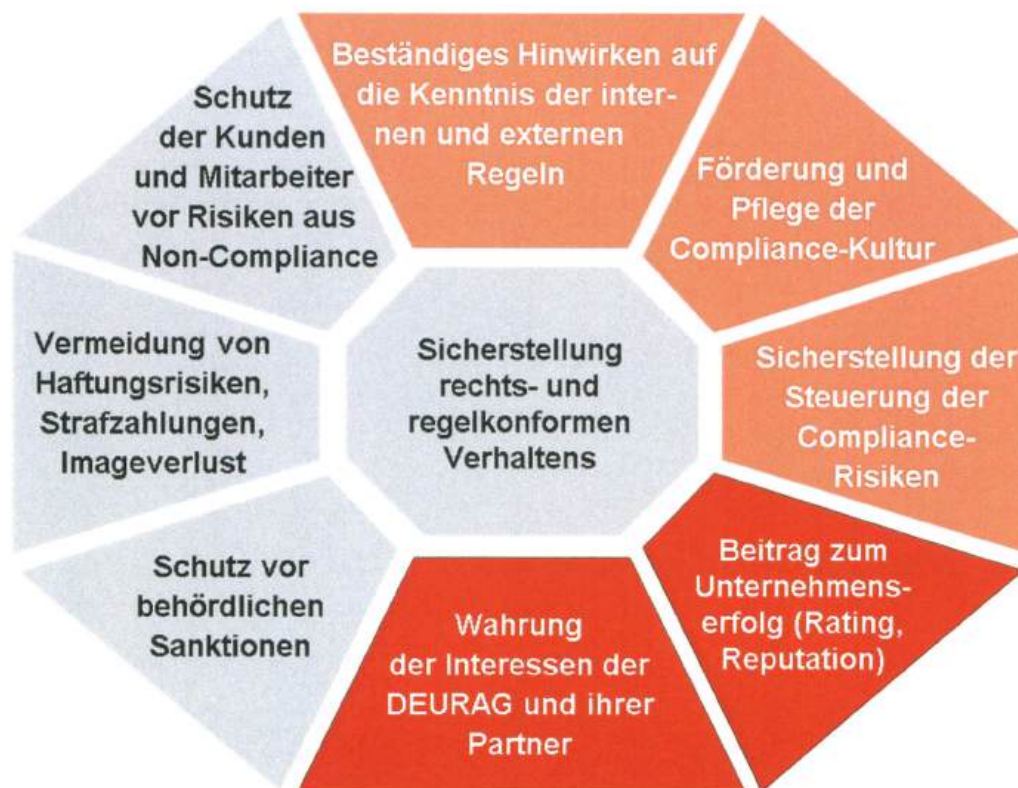 Beständiges Hinwirken auf
die Kenntnis der inter-
nen und externen
Regeln
Förderung und
Pflege der
Compliance-Kultur
Sicherstellung der
Steuerung der
Compliance-
Risiken
Beitrag zum
Unternehmens-
erfolg (Rating,
Reputation)
Wahrung
der Interessen der
DEURAG und ihrer
Partner
Schutz vor
behördlichen
Sanktionen
Vermeidung von
Haftungsrisiken,
Strafzahlungen,
Imageverlust
Schutz
der Kunden
und Mitarbeiter
vor Risiken aus
Non-Compliance
Sicherstellung
rechts- und
regelkonformen
Verhaltens